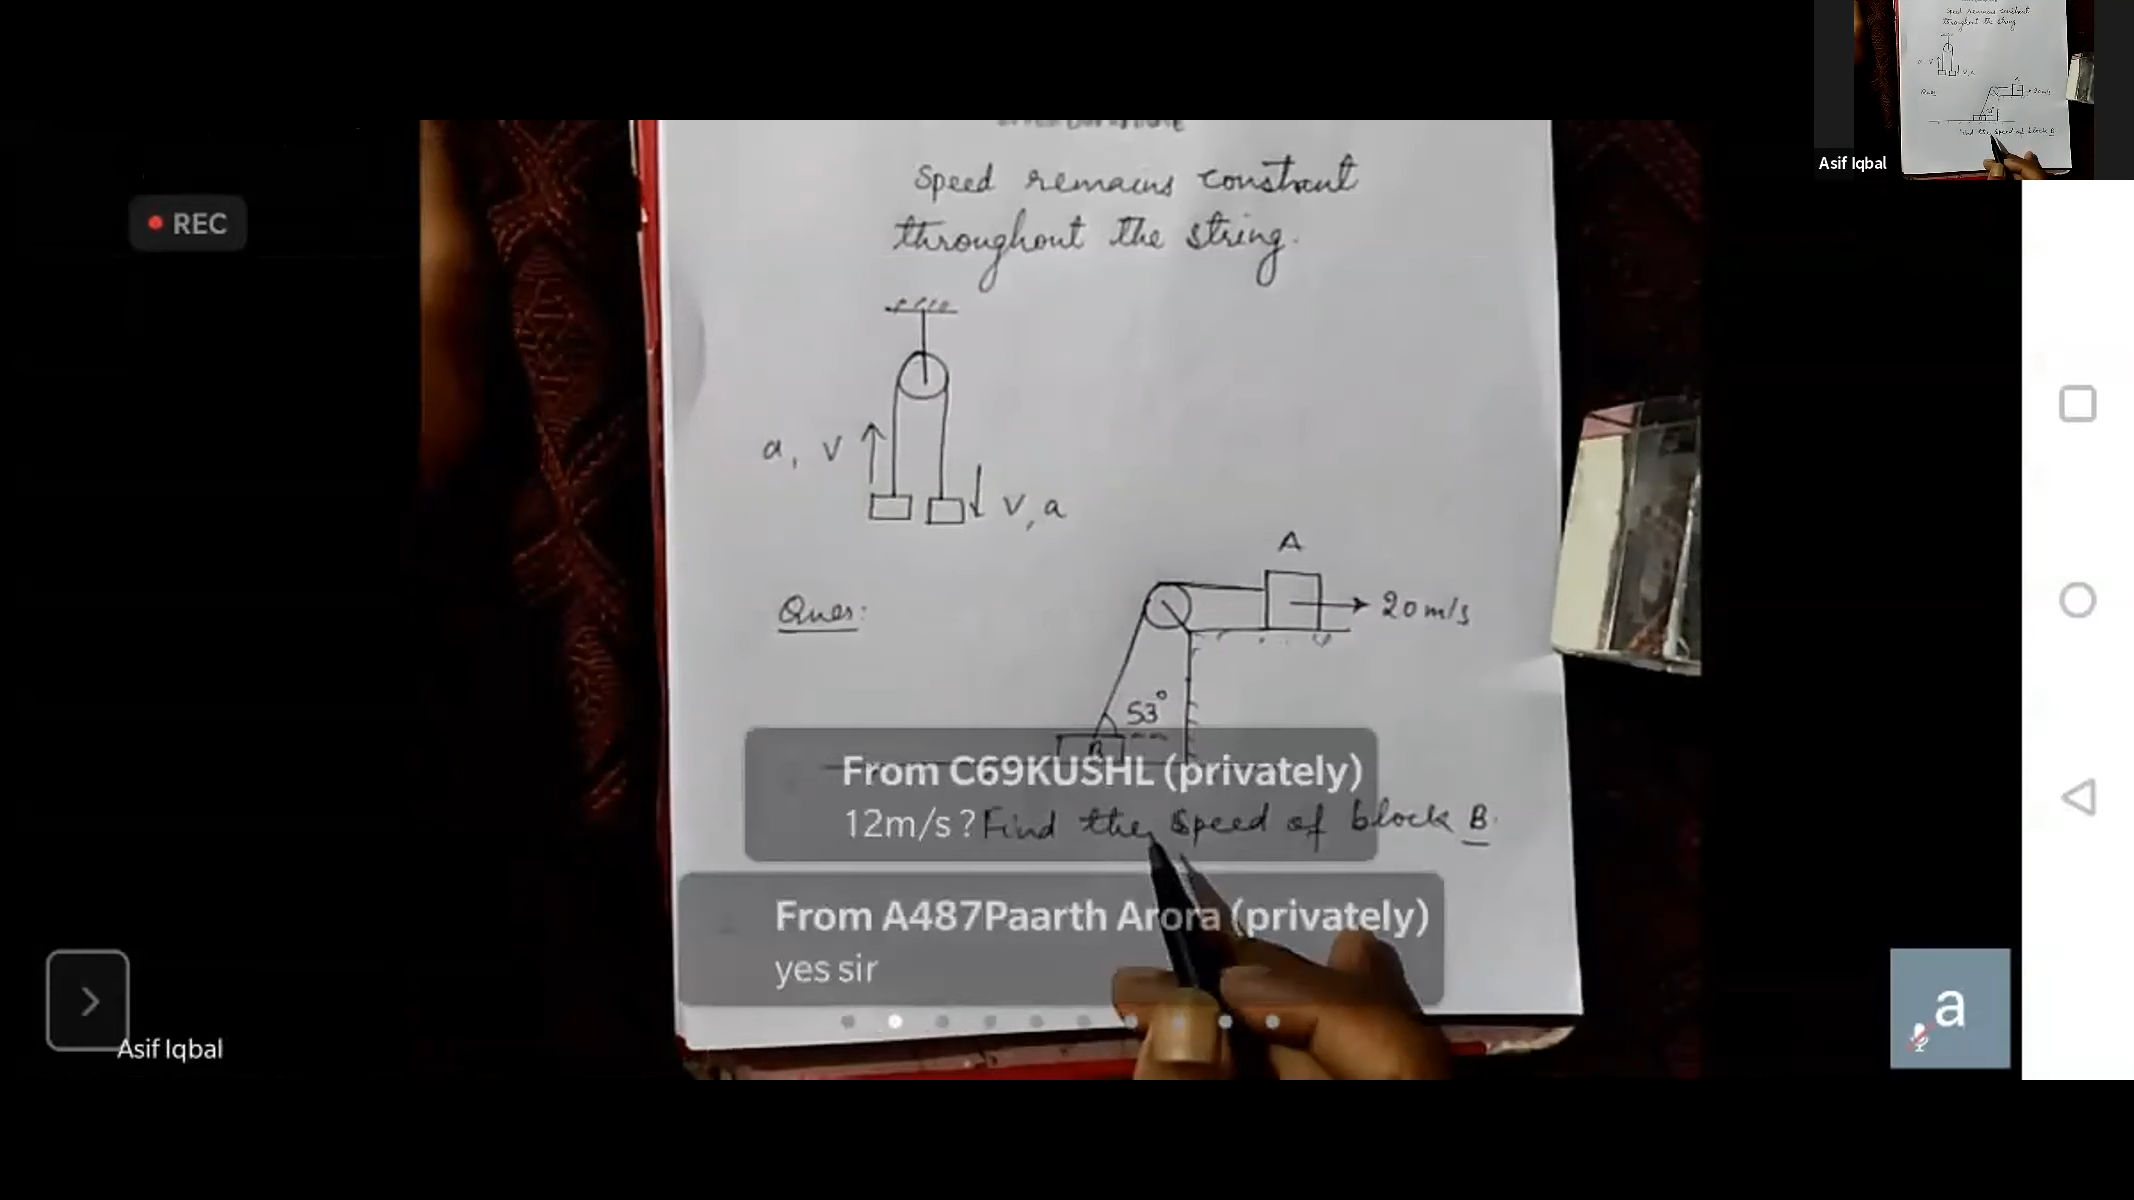 Speed remains constant
throughout the string.
Asif Iqbal
REC
a, v
v, a
A
Ques:
20 m/s
53°
B
From C69KUSHL (privately)
12m/s ?
Find the speed of block B.
From A487Paarth Arora (privately)
yes sir
a
Asif Iqbal